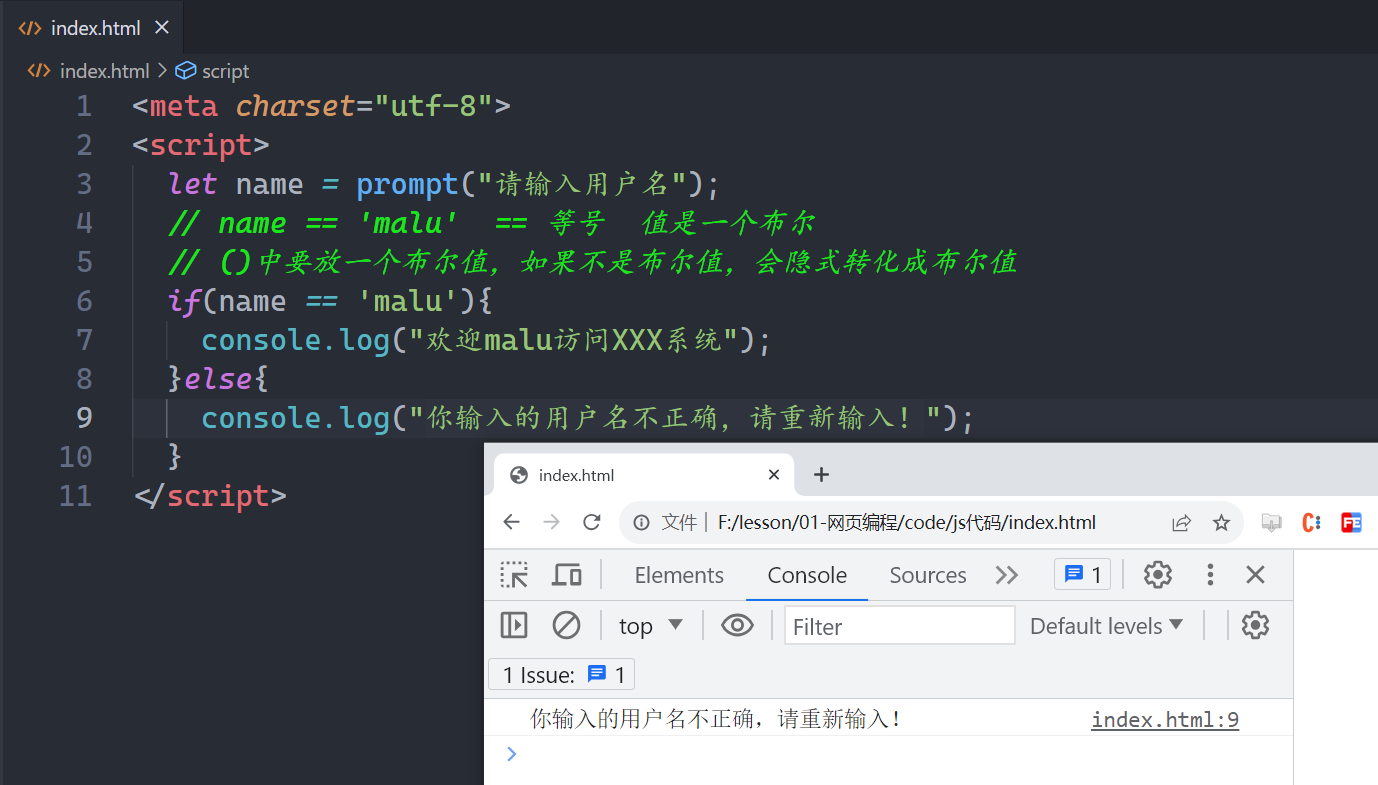 index.html
index.html > script
1 <meta charset="utf-8">
2 <script>
3 let name = prompt("请输入用户名");
4 // name == 'malu'  == 等号  值是一个布尔
5 // ()中要放一个布尔值，如果不是布尔值，会隐式转化成布尔值
6 if(name == 'malu'){
7 console.log("欢迎malu访问XXX系统");
8 }else{
9 console.log("你输入的用户名不正确，请重新输入！");
10 }
11 </script>
index.html
文件 | F:/lesson/01-网页编程/code/js代码/index.html
Elements Console Sources 1
top Filter Default levels
1 Issue: 1
你输入的用户名不正确，请重新输入！ index.html:9